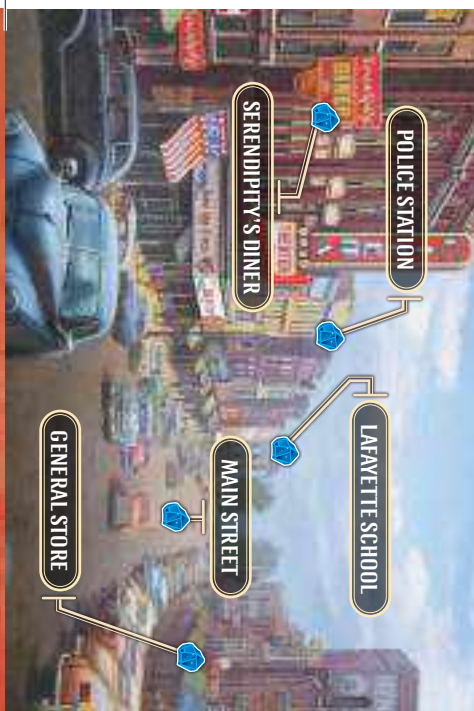 POLICE STATION
SERENDIPITY'S DINER
LAFAYETTE SCHOOL
MAIN STREET
GENERAL STORE